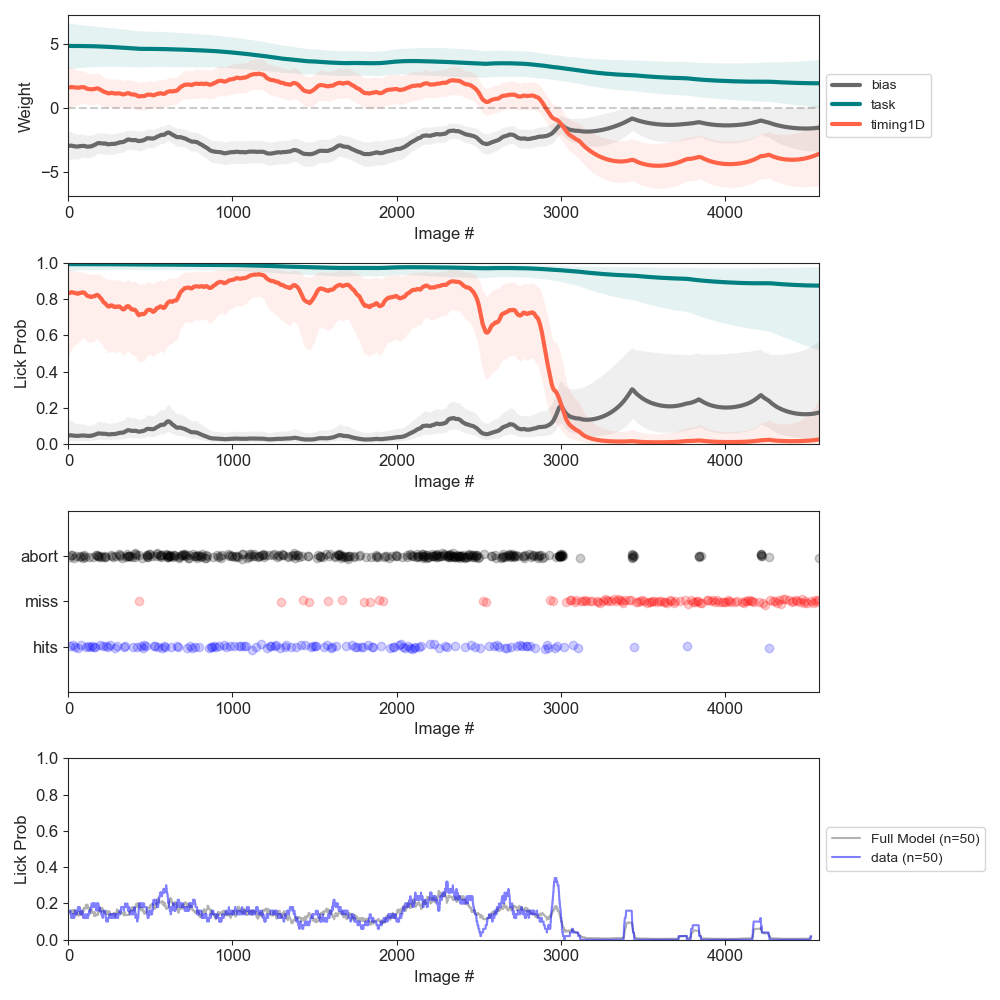 5
0
−5
Weight
0
1000
2000
3000
4000
Image #
bias
task
timing1D
1.0
0.8
0.6
0.4
0.2
0.0
Lick Prob
0
1000
2000
3000
4000
Image #
abort
miss
hits
0
1000
2000
3000
4000
Image #
1.0
0.8
0.6
0.4
0.2
0.0
Lick Prob
0
1000
2000
3000
4000
Image #
Full Model (n=50)
data (n=50)